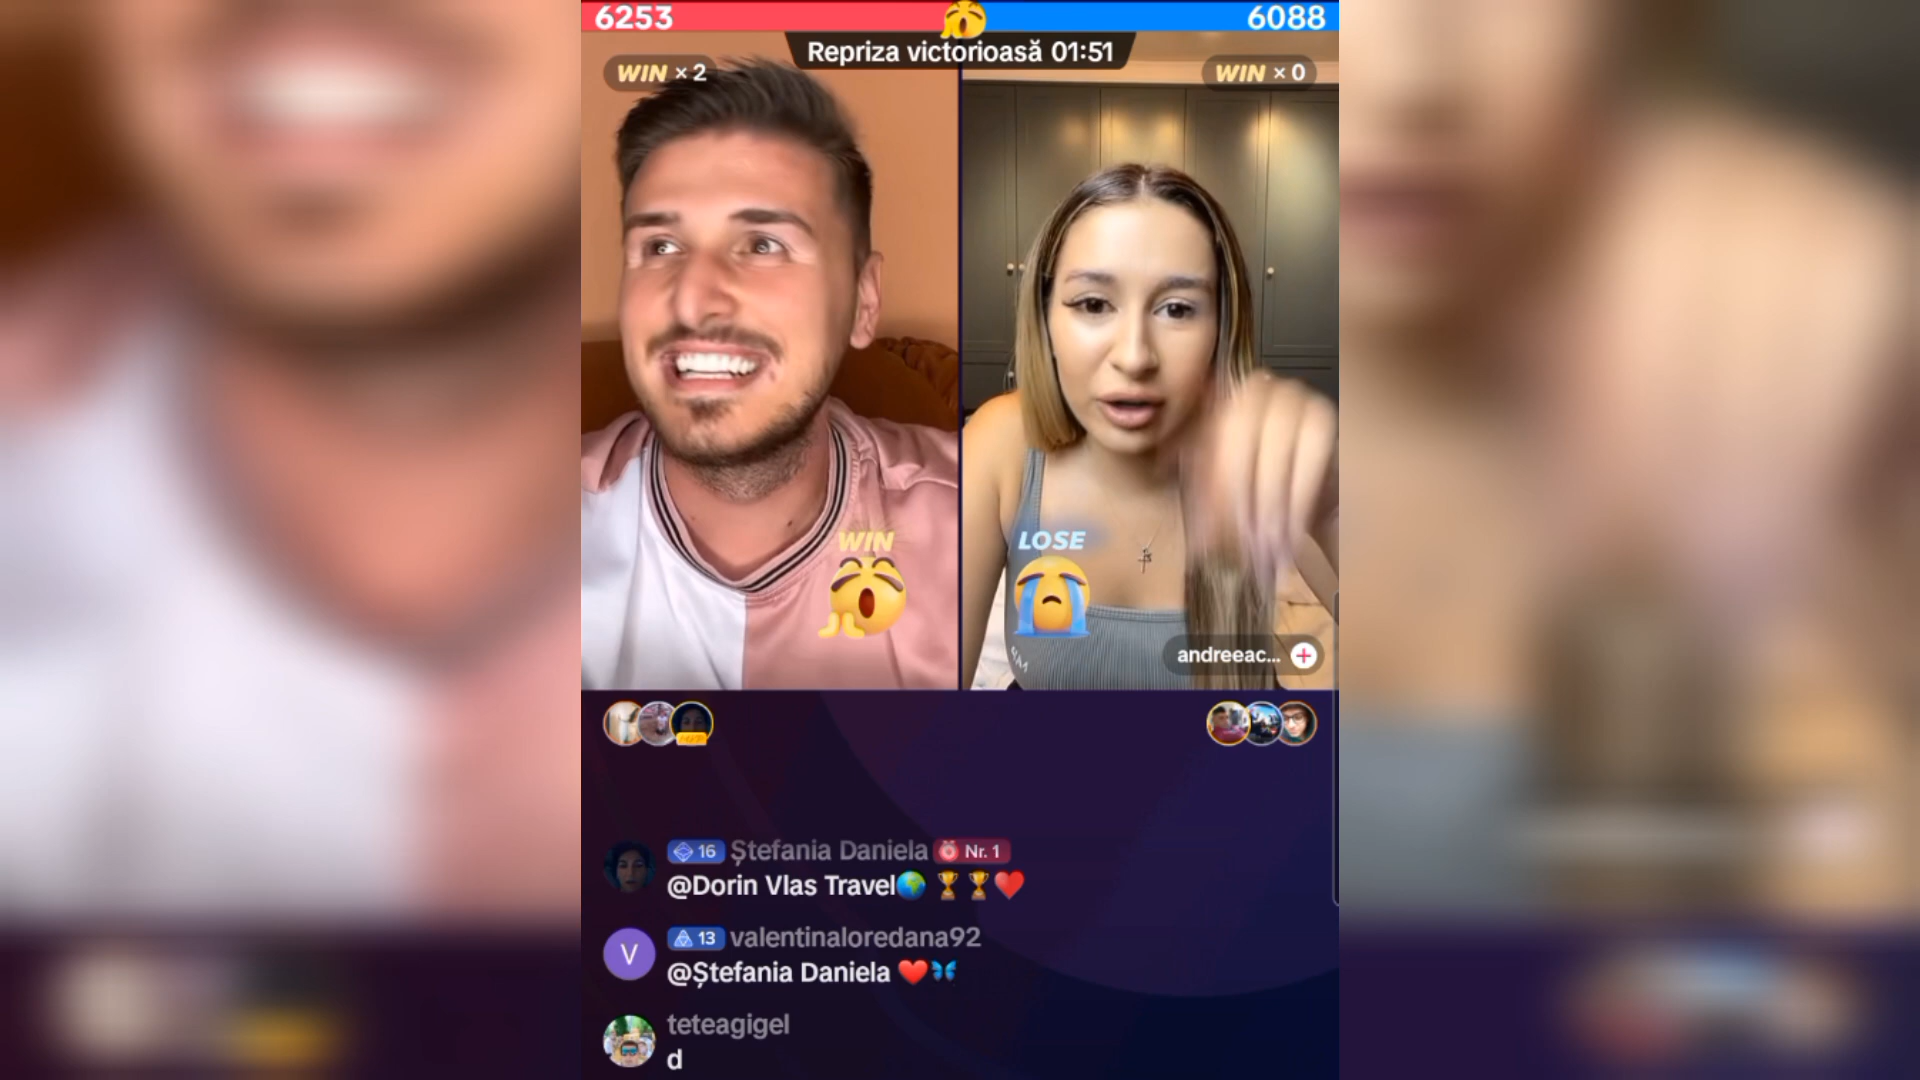 6253
6088
Repriza victorioasă 01:51
WIN × 2
WIN × 0
WIN
LOSE
andreeac...
16 Ștefania Daniela Nr. 1
@Dorin Vlas Travel🌍 🏆🏆❤️
V
13 valentinaloredana92
@Ștefania Daniela ❤️🦋
teteagigel
d